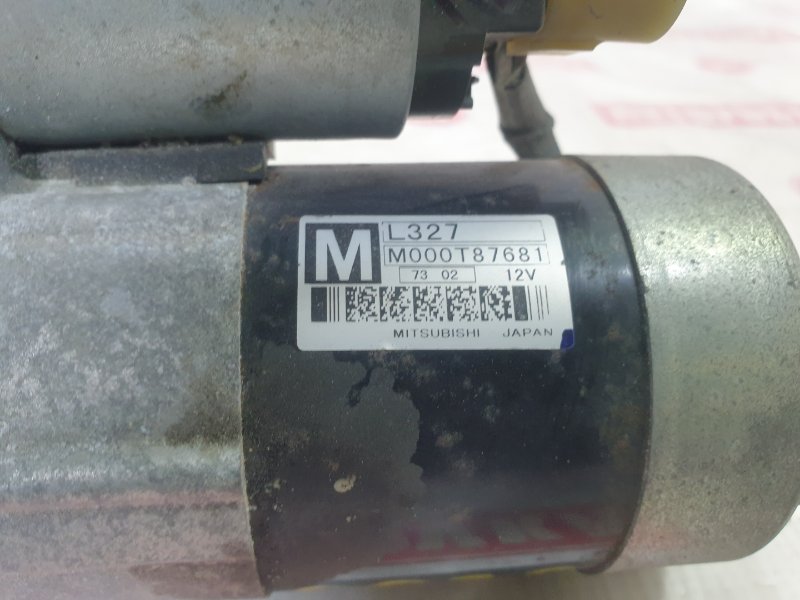 M
L327
M000T87681
73 02
12V
MITSUBISHI JAPAN